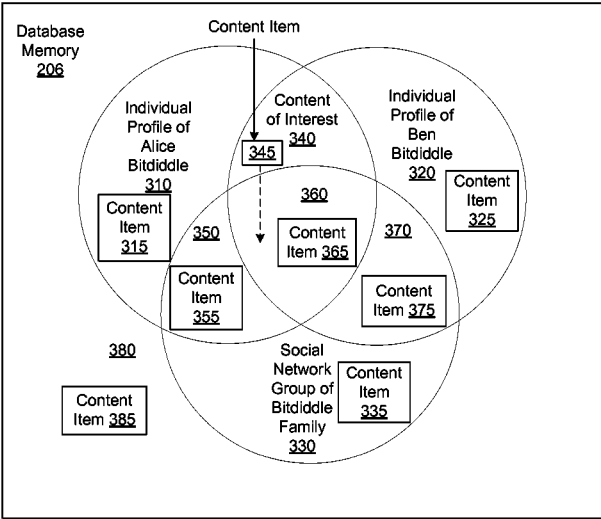 Database
Memory
206
Content Item
Individual
Profile of
Alice
Bitdiddle
310
Content
of Interest
340
345
Individual
Profile of
Ben
Bitdiddle
320
Content
Item
325
Content
Item
315
350
360
370
Content
Item 365
Content
Item
355
Content
Item 375
380
Content
Item 385
Social
Network
Group of
Bitdiddle
Family
330
Content
Item
335